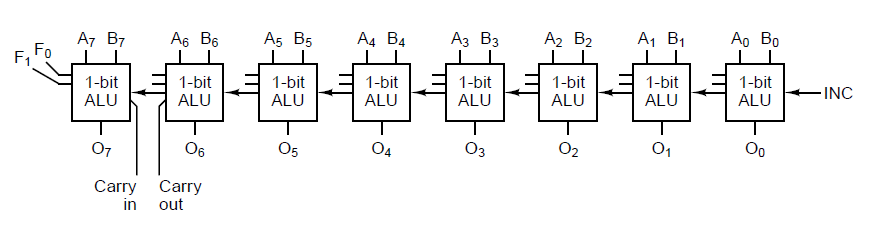 A7 B7 A6 B6 A5 B5 A4 B4 A3 B3 A2 B2 A1 B1 A0 B0
F1 F0
1-bit 1-bit 1-bit 1-bit 1-bit 1-bit 1-bit 1-bit
ALU ALU ALU ALU ALU ALU ALU ALU INC
O7 O6 O5 O4 O3 O2 O1 O0
Carry Carry
in out